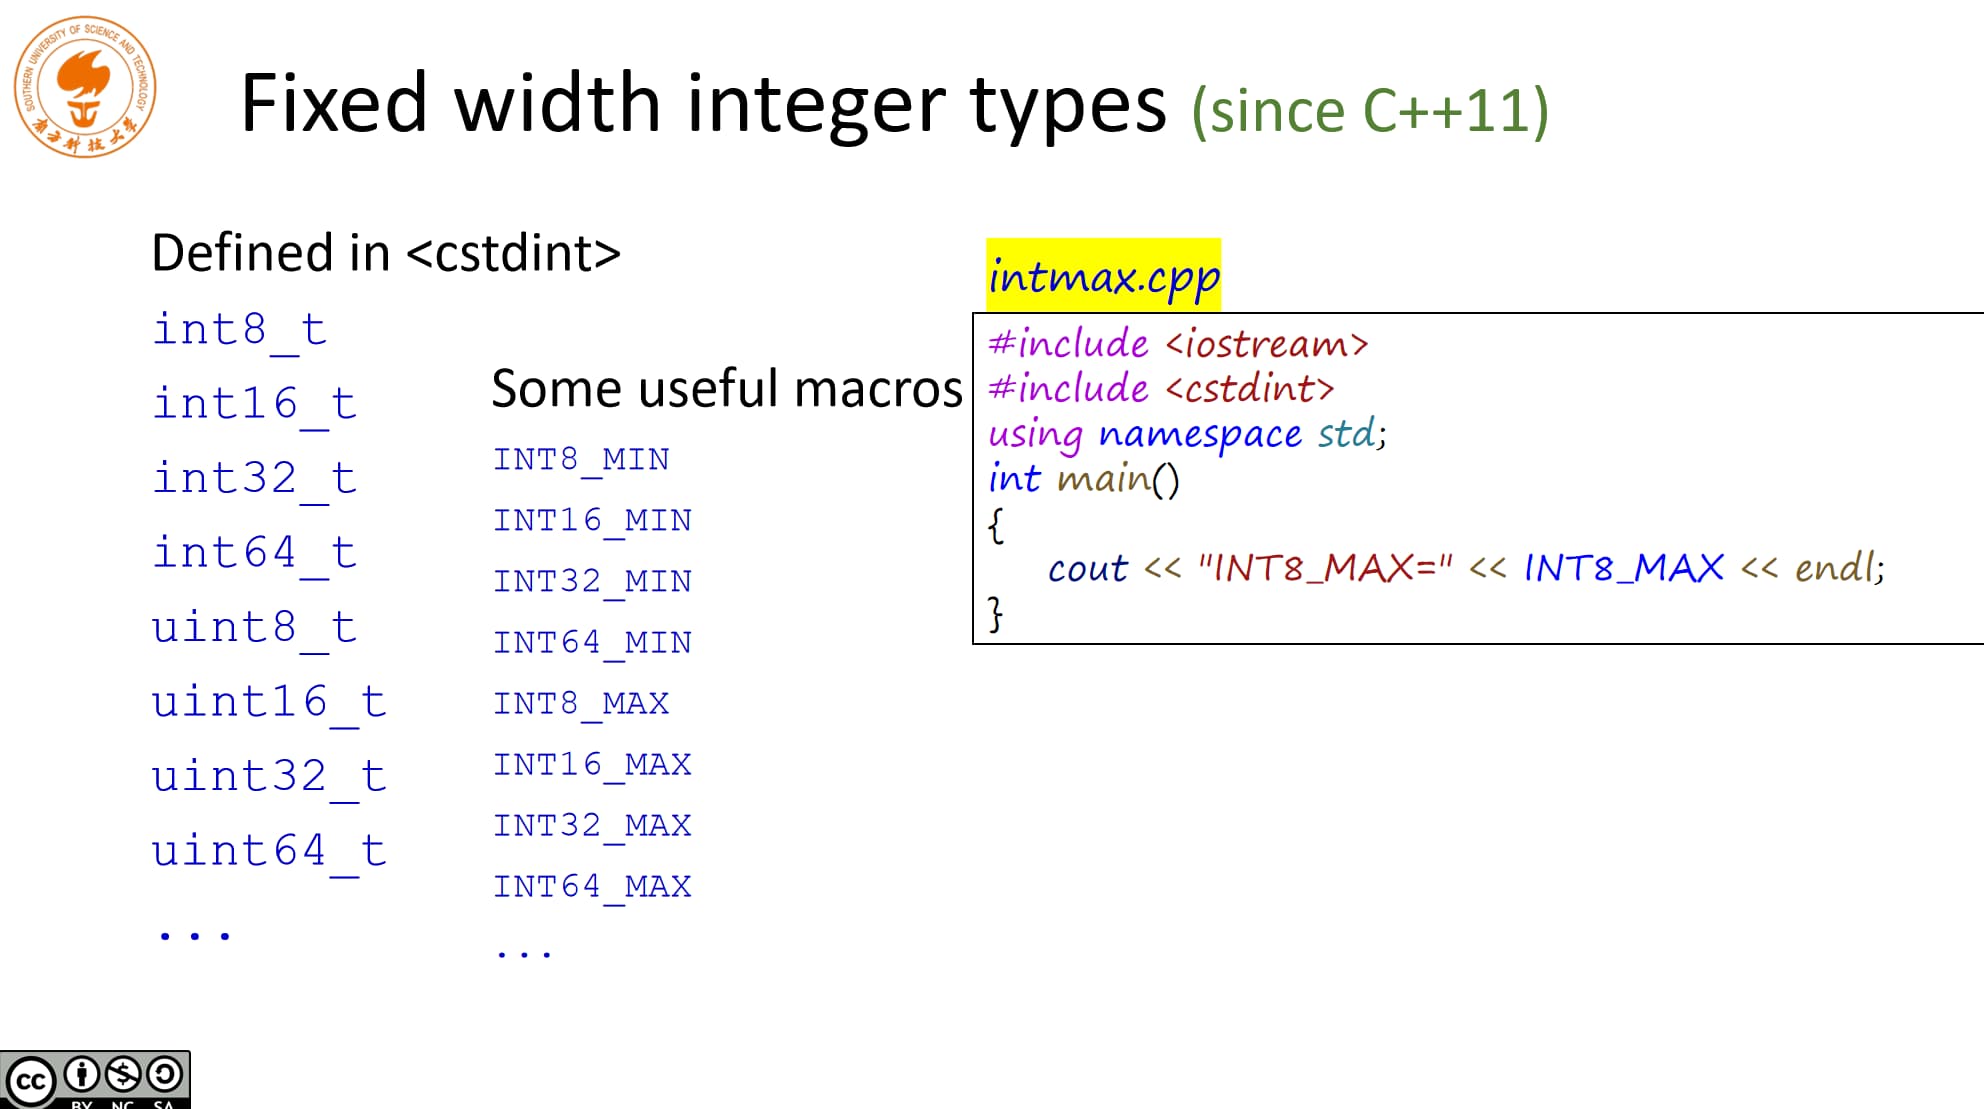 SOUTHERN UNIVERSITY OF SCIENCE AND TECHNOLOGY
南方科技大学
Fixed width integer types (since C++11)
Defined in <cstdint>
int8_t
int16_t
int32_t
int64_t
uint8_t
uint16_t
uint32_t
uint64_t
...
Some useful macros
INT8_MIN
INT16_MIN
INT32_MIN
INT64_MIN
INT8_MAX
INT16_MAX
INT32_MAX
INT64_MAX
...
intmax.cpp
#include <iostream>
#include <cstdint>
using namespace std;
int main()
{
cout << "INT8_MAX=" << INT8_MAX << endl;
}
cc
BY NC SA